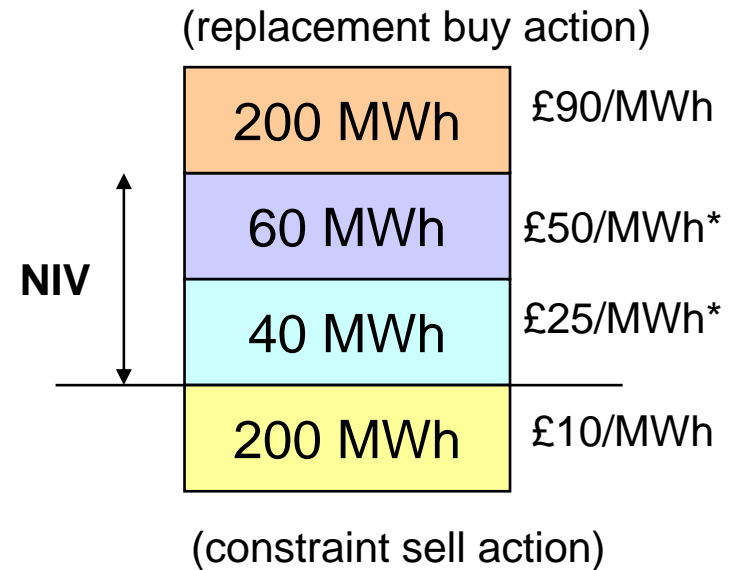 (replacement buy action)
200 MWh £90/MWh
60 MWh £50/MWh*
NIV
40 MWh £25/MWh*
200 MWh £10/MWh
(constraint sell action)